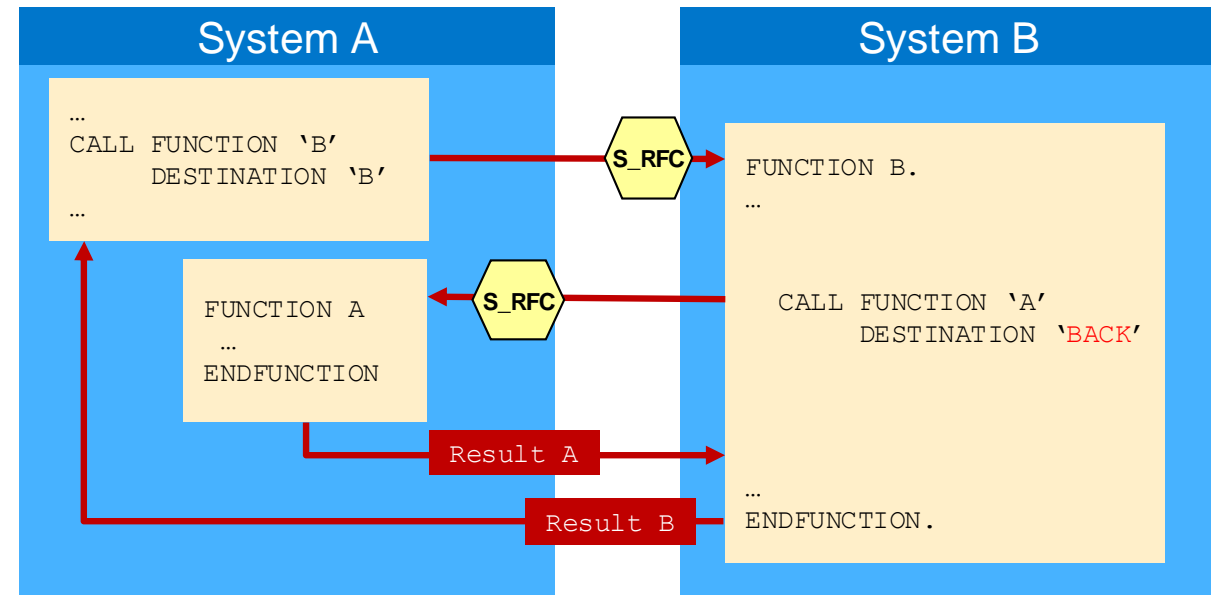 System A
System B
…
CALL FUNCTION ‘B’
DESTINATION ‘B’
…
S_RFC
FUNCTION B.
…
S_RFC
CALL FUNCTION ‘A’
DESTINATION ‘BACK’
FUNCTION A
…
ENDFUNCTION
Result A
Result B
…
ENDFUNCTION.